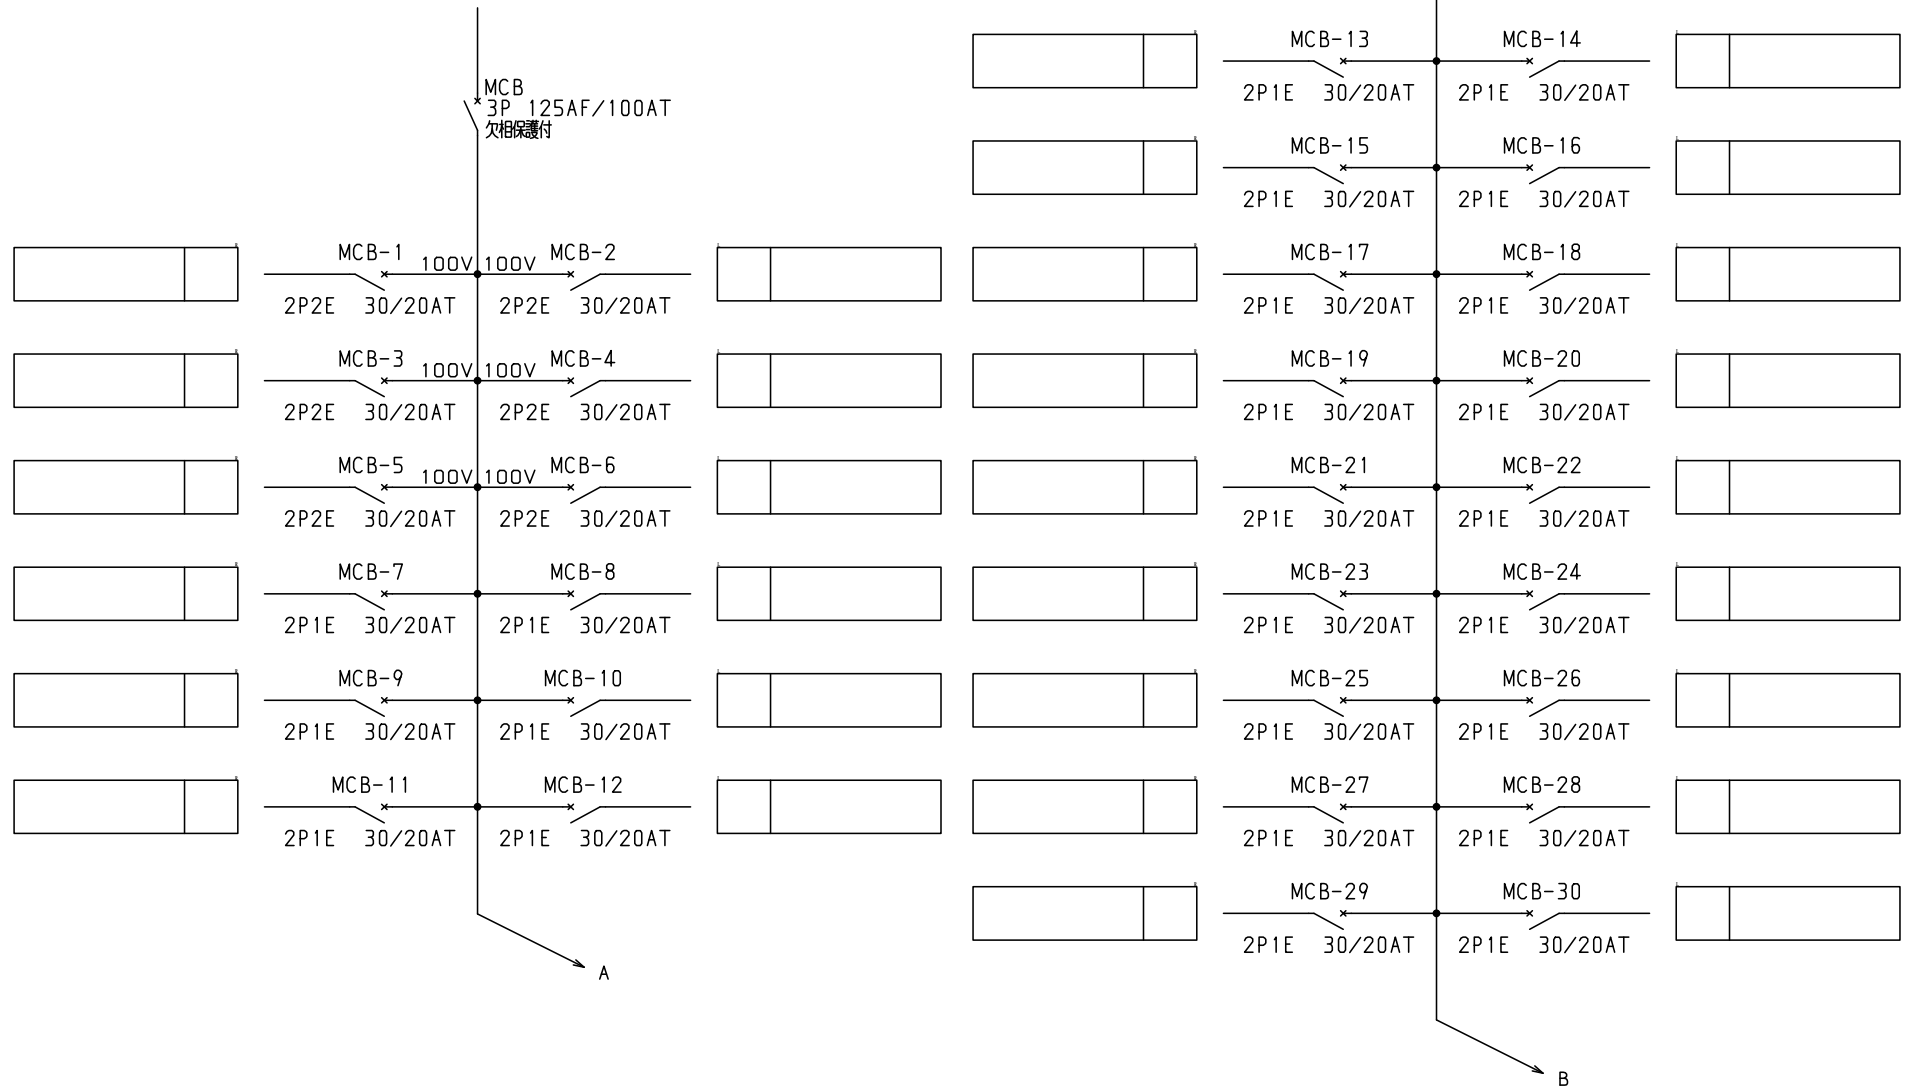 MCB
3P 125AF/100AT
欠相保護付
MCB-1 100V 100V MCB-2
2P2E 30/20AT 2P2E 30/20AT
MCB-3 100V 100V MCB-4
2P2E 30/20AT 2P2E 30/20AT
MCB-5 100V 100V MCB-6
2P2E 30/20AT 2P2E 30/20AT
MCB-7 MCB-8
2P1E 30/20AT 2P1E 30/20AT
MCB-9 MCB-10
2P1E 30/20AT 2P1E 30/20AT
MCB-11 MCB-12
2P1E 30/20AT 2P1E 30/20AT
A
MCB-13 MCB-14
2P1E 30/20AT 2P1E 30/20AT
MCB-15 MCB-16
2P1E 30/20AT 2P1E 30/20AT
MCB-17 MCB-18
2P1E 30/20AT 2P1E 30/20AT
MCB-19 MCB-20
2P1E 30/20AT 2P1E 30/20AT
MCB-21 MCB-22
2P1E 30/20AT 2P1E 30/20AT
MCB-23 MCB-24
2P1E 30/20AT 2P1E 30/20AT
MCB-25 MCB-26
2P1E 30/20AT 2P1E 30/20AT
MCB-27 MCB-28
2P1E 30/20AT 2P1E 30/20AT
MCB-29 MCB-30
2P1E 30/20AT 2P1E 30/20AT
B